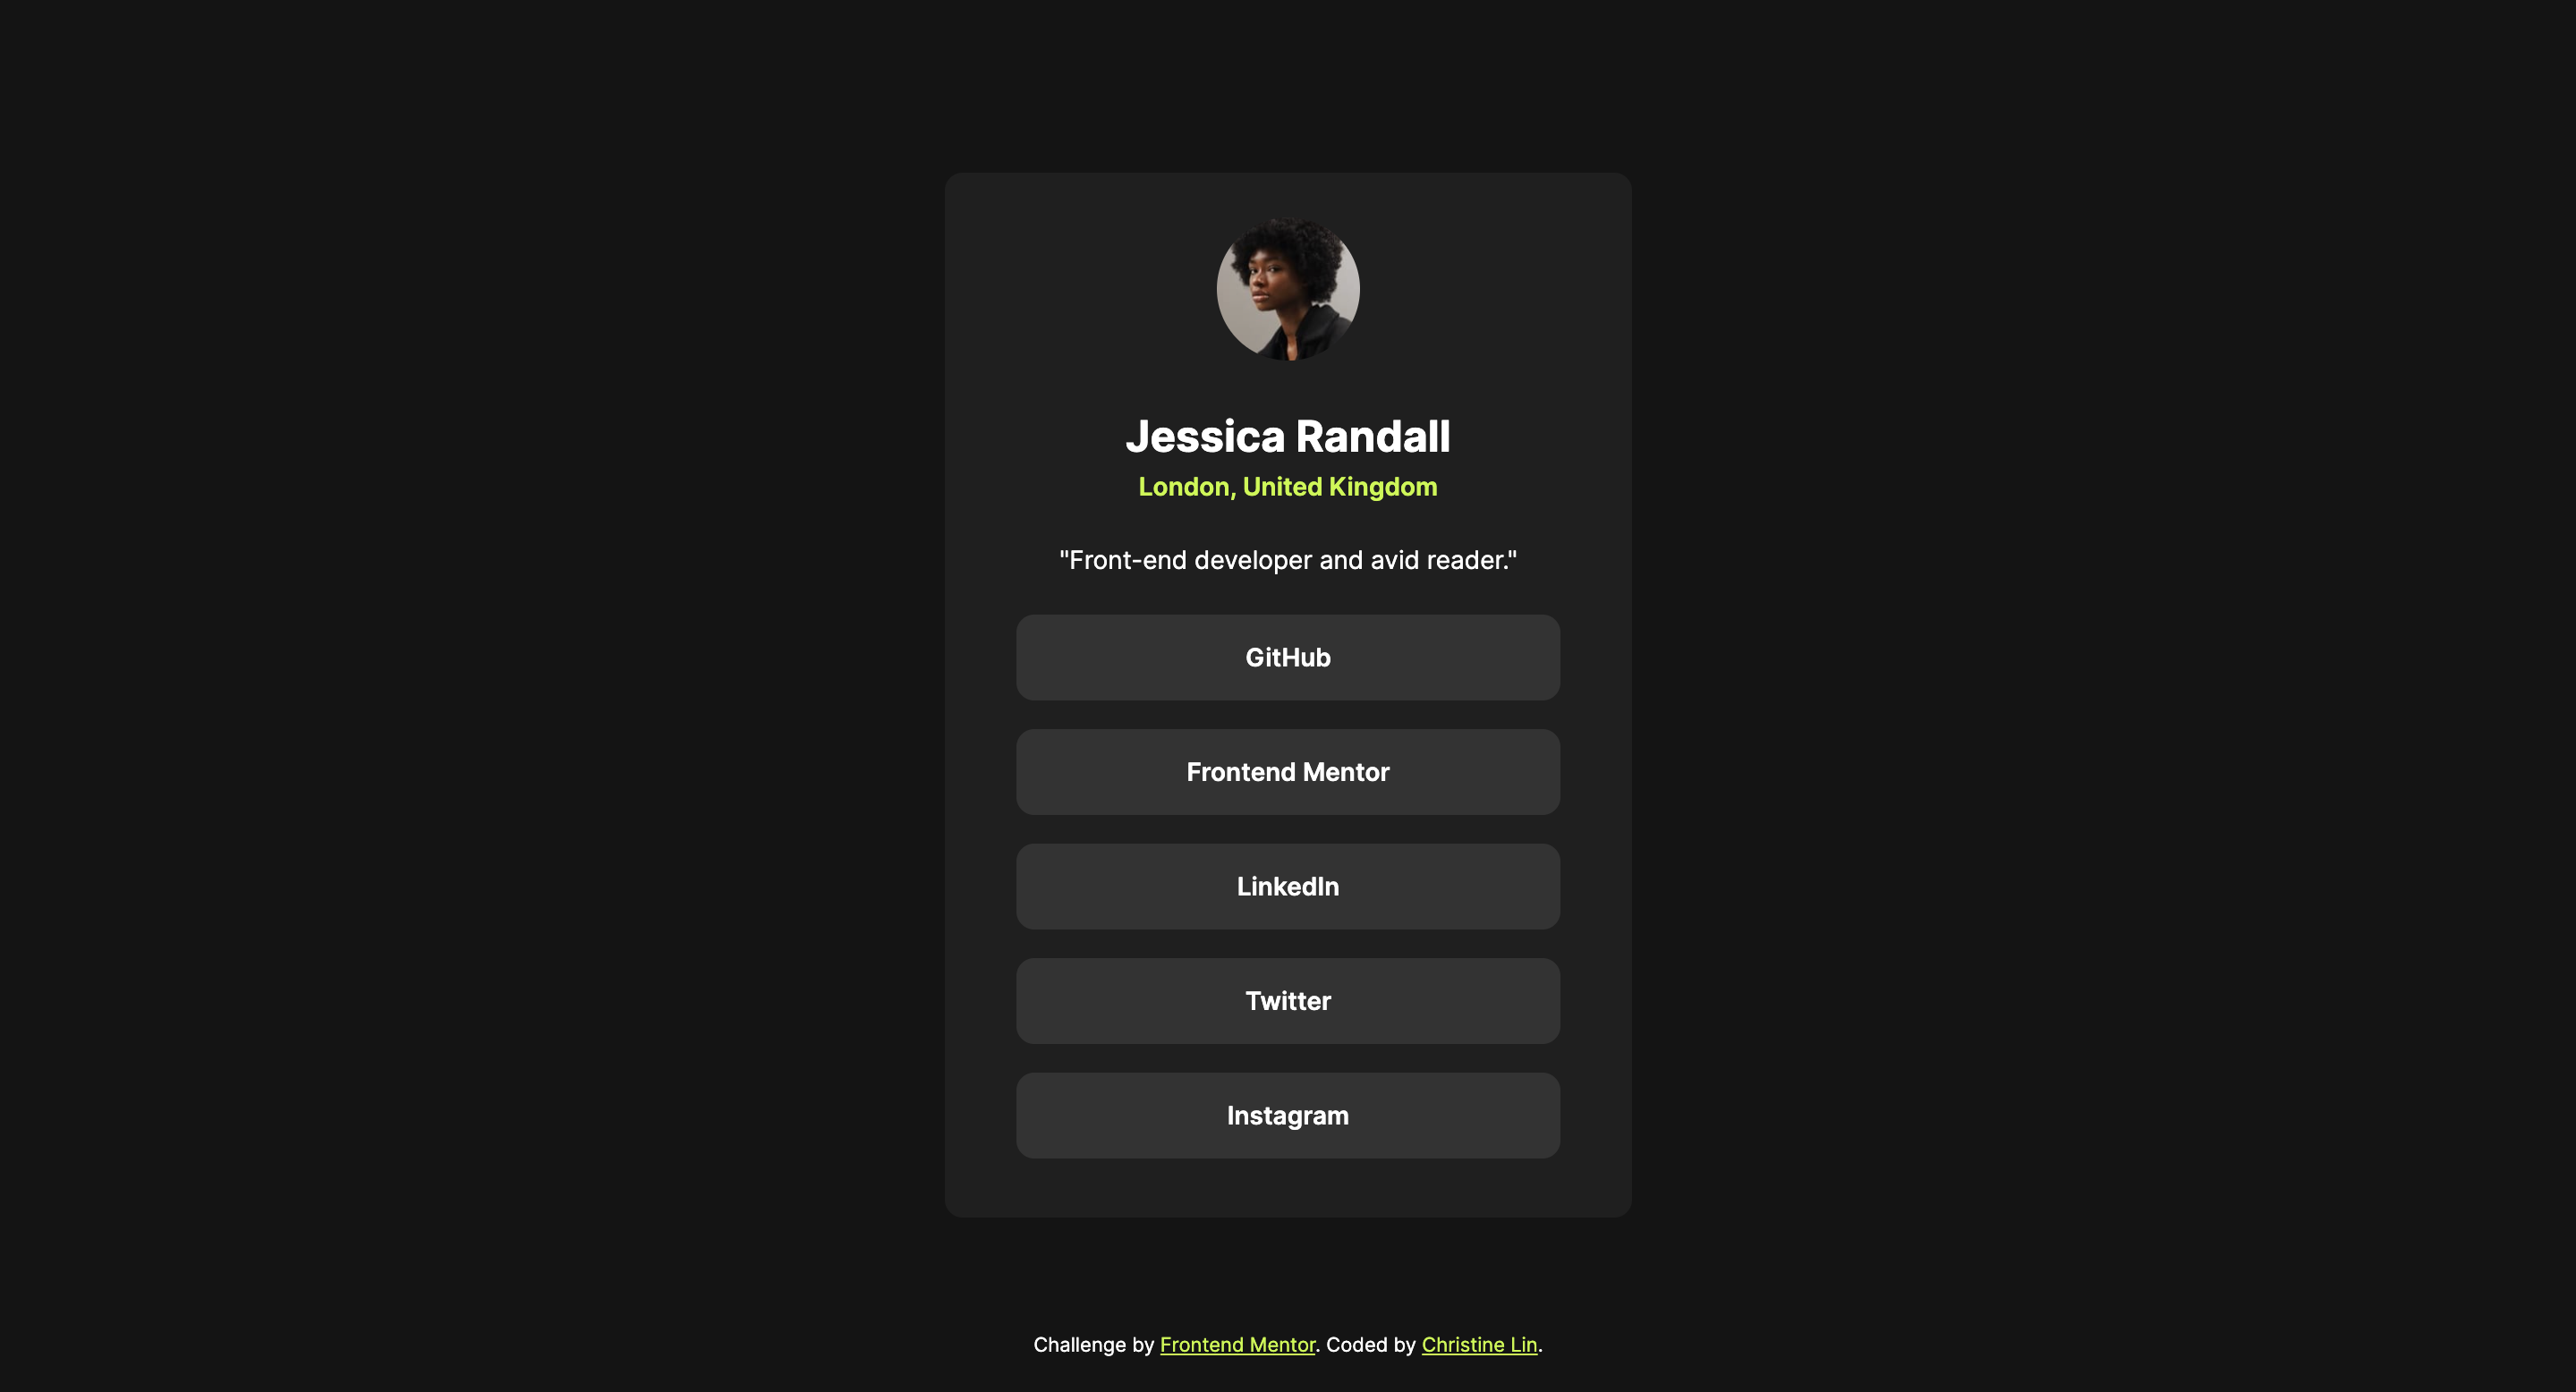 Jessica Randall
London, United Kingdom
"Front-end developer and avid reader."
GitHub
Frontend Mentor
LinkedIn
Twitter
Instagram
Challenge by Frontend Mentor. Coded by Christine Lin.